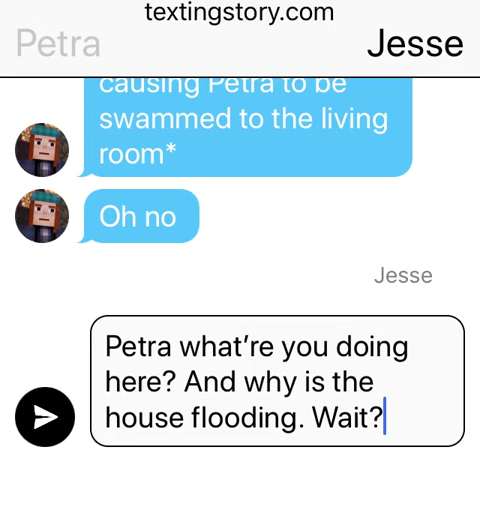 textingstory.com
Petra
Jesse
causing Petra to be
swammed to the living
room*
Oh no
Jesse
Petra what’re you doing
here? And why is the
house flooding. Wait?